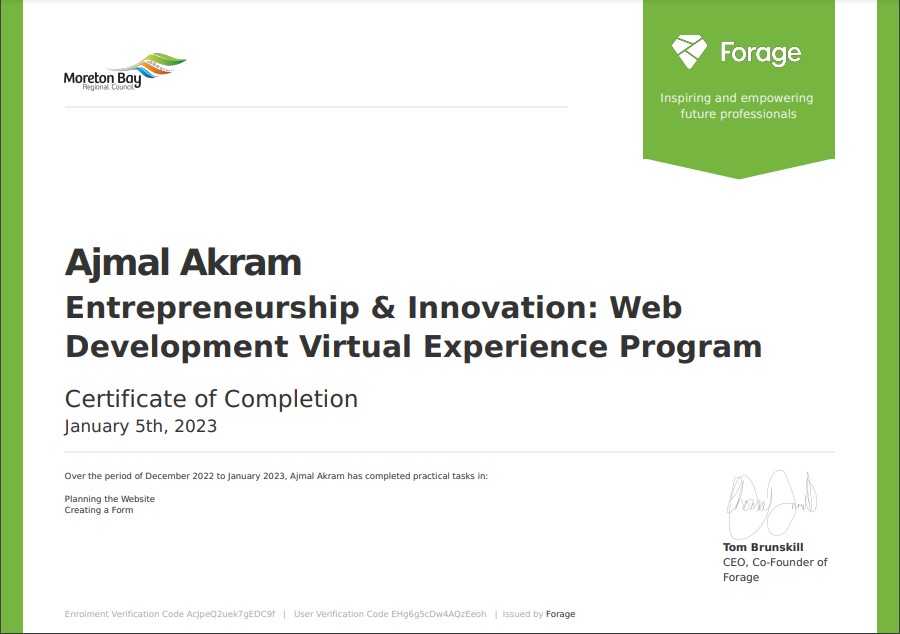 Moreton Bay
Regional Council
Forage
Inspiring and empowering
future professionals
Ajmal Akram
Entrepreneurship & Innovation: Web
Development Virtual Experience Program
Certificate of Completion
January 5th, 2023
Over the period of December 2022 to January 2023, Ajmal Akram has completed practical tasks in:
Planning the Website
Creating a Form
Tom Brunskill
CEO, Co-Founder of
Forage
Enrolment Verification Code AcJpeQ2uek7gEDC9f | User Verification Code EHg6g5cDw4AQzEeoh | Issued by Forage